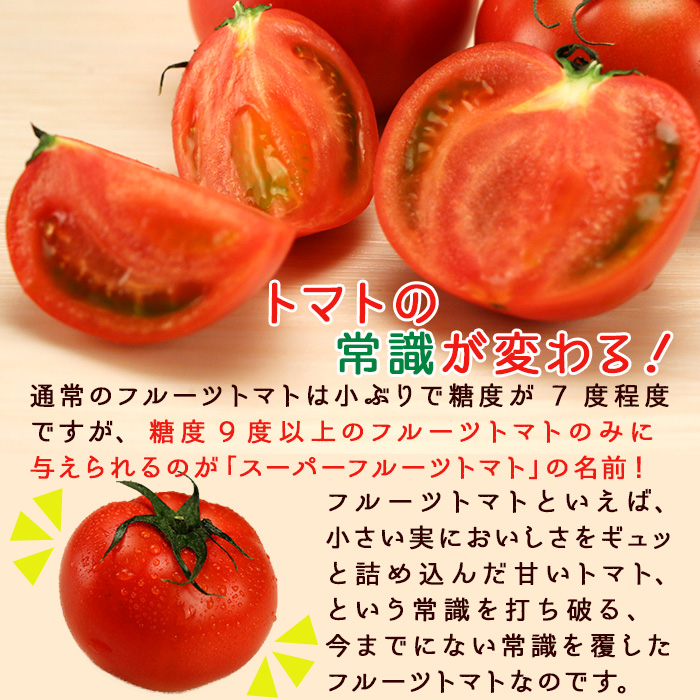 トマトの
常識が変わる！
通常のフルーツトマトは小ぶりで糖度が 7 度程度
ですが、糖度 9 度以上のフルーツトマトのみに
与えられるのが「スーパーフルーツトマト」の名前！
フルーツトマトといえば、
小さい実においしさをギュッ
と詰め込んだ甘いトマト、
という常識を打ち破る、
今までにない常識を覆した
フルーツトマトなのです。